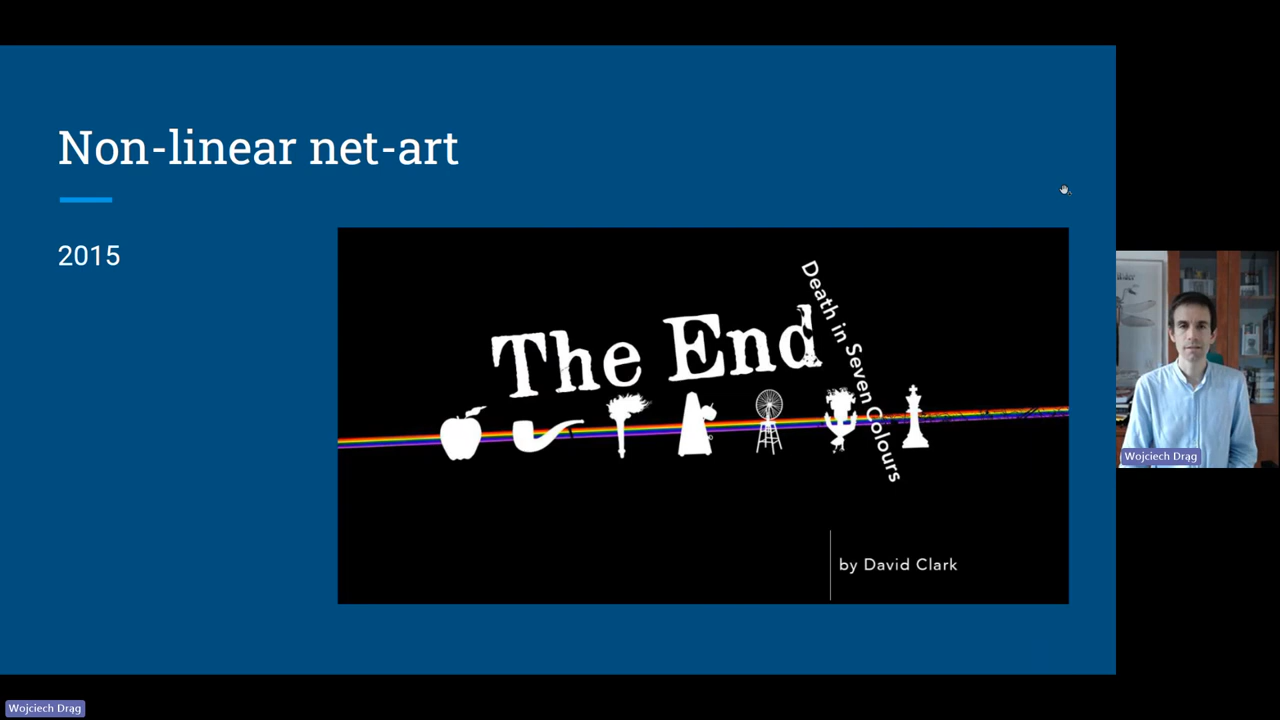 Non-linear net-art
2015
The End
Death in Seven Colours
by David Clark
Wojciech Drąg
Wojciech Drąg